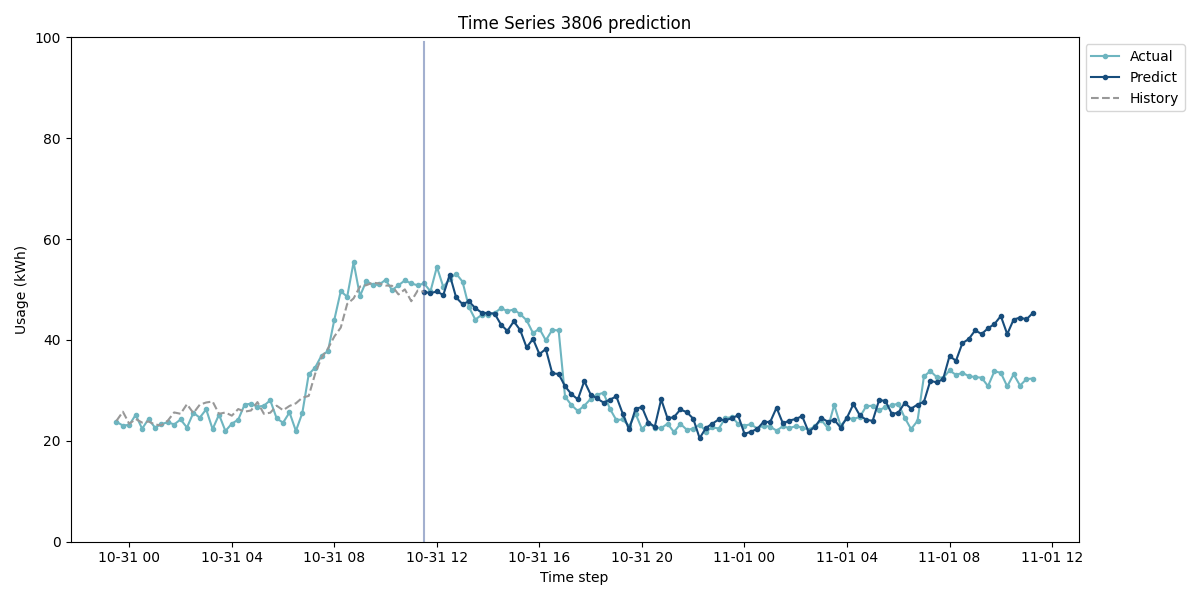 Time Series 3806 prediction
100
80
60
40
20
0
Usage (kWh)
10-31 00 10-31 04 10-31 08 10-31 12 10-31 16 10-31 20 11-01 00 11-01 04 11-01 08 11-01 12
Time step
Actual
Predict
History